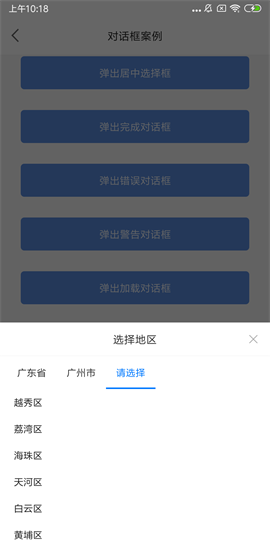 上午10:18
对话框案例
弹出居中选择框
弹出完成对话框
弹出错误对话框
弹出警告对话框
弹出加载对话框
选择地区
广东省 广州市 请选择
越秀区
荔湾区
海珠区
天河区
白云区
黄埔区